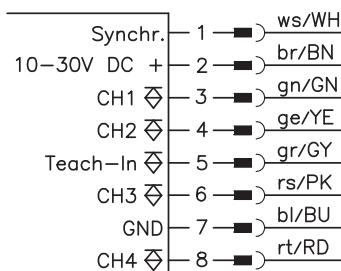 Synchr. 1 ws/WH
10-30V DC + 2 br/BN
CH1 3 gn/GN
CH2 4 ge/YE
Teach-In 5 gr/GY
CH3 6 rs/PK
GND 7 bl/BU
CH4 8 rt/RD